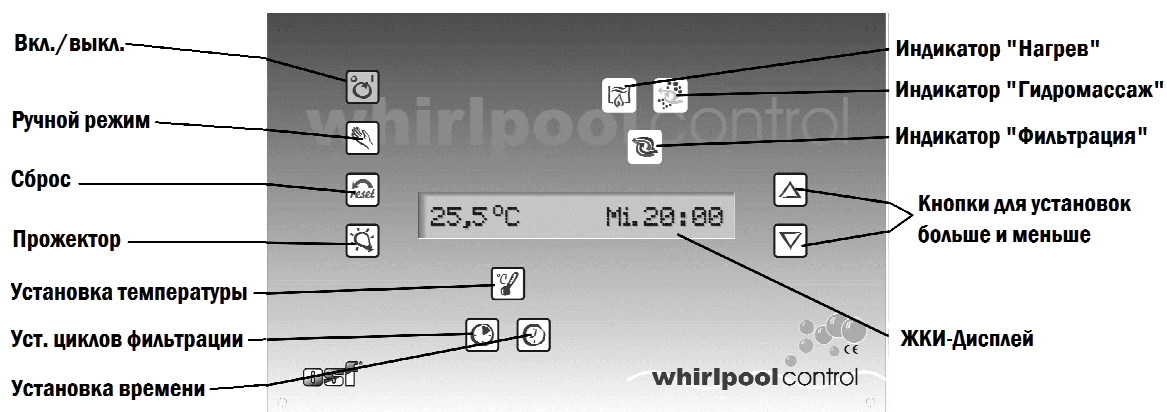 Вкл./выкл.
Ручной режим
Сброс
Прожектор
Установка температуры
Уст. циклов фильтрации
Установка времени
whirlpool control
reset
25,5°C Mi.20:00
°C
osf
CE
whirlpool control
Индикатор "Нагрев"
Индикатор "Гидромассаж"
Индикатор "Фильтрация"
Кнопки для установок
больше и меньше
ЖКИ-Дисплей